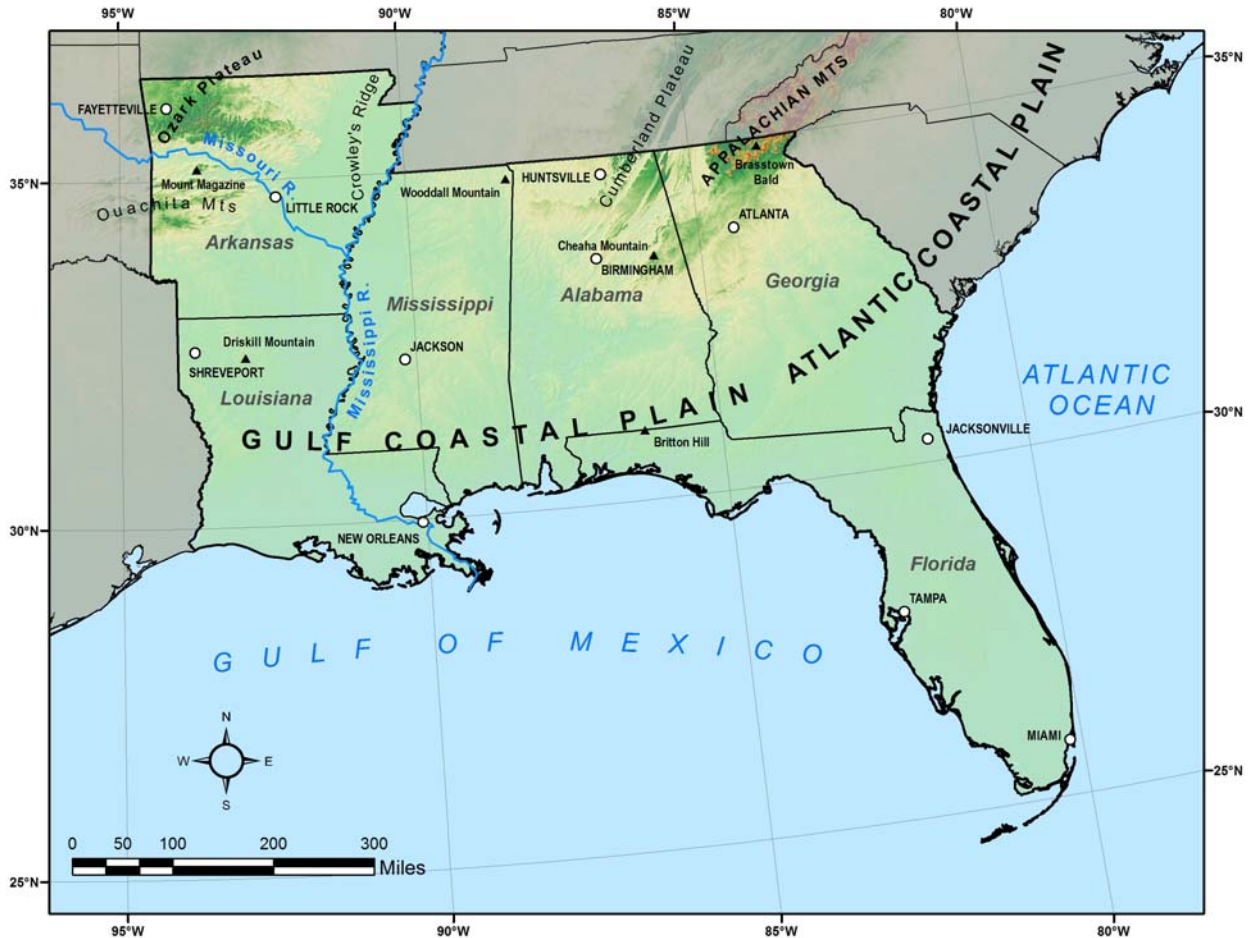 95°W
90°W
85°W
80°W
35°N
35°N
FAYETTEVILLE
Ozark Plateau
Missouri R.
Mount Magazine
Ouachita Mts
LITTLE ROCK
Crowley's Ridge
Arkansas
Wooddall Mountain
HUNTSVILLE
Cumberland Plateau
APPALACHIAN MTS
Brasstown
Bald
ATLANTA
Cheaha Mountain
BIRMINGHAM
Mississippi
Alabama
Georgia
ATLANTIC COASTAL PLAIN
Driskill Mountain
SHREVEPORT
Louisiana
Mississippi R.
JACKSON
GULF COASTAL PLAIN
Britton Hill
ATLANTIC
OCEAN
JACKSONVILLE
30°N
30°N
NEW ORLEANS
Florida
TAMPA
GULF OF MEXICO
MIAMI
N
W
E
S
0 50 100 200 300
Miles
25°N
25°N
95°W
90°W
85°W
80°W